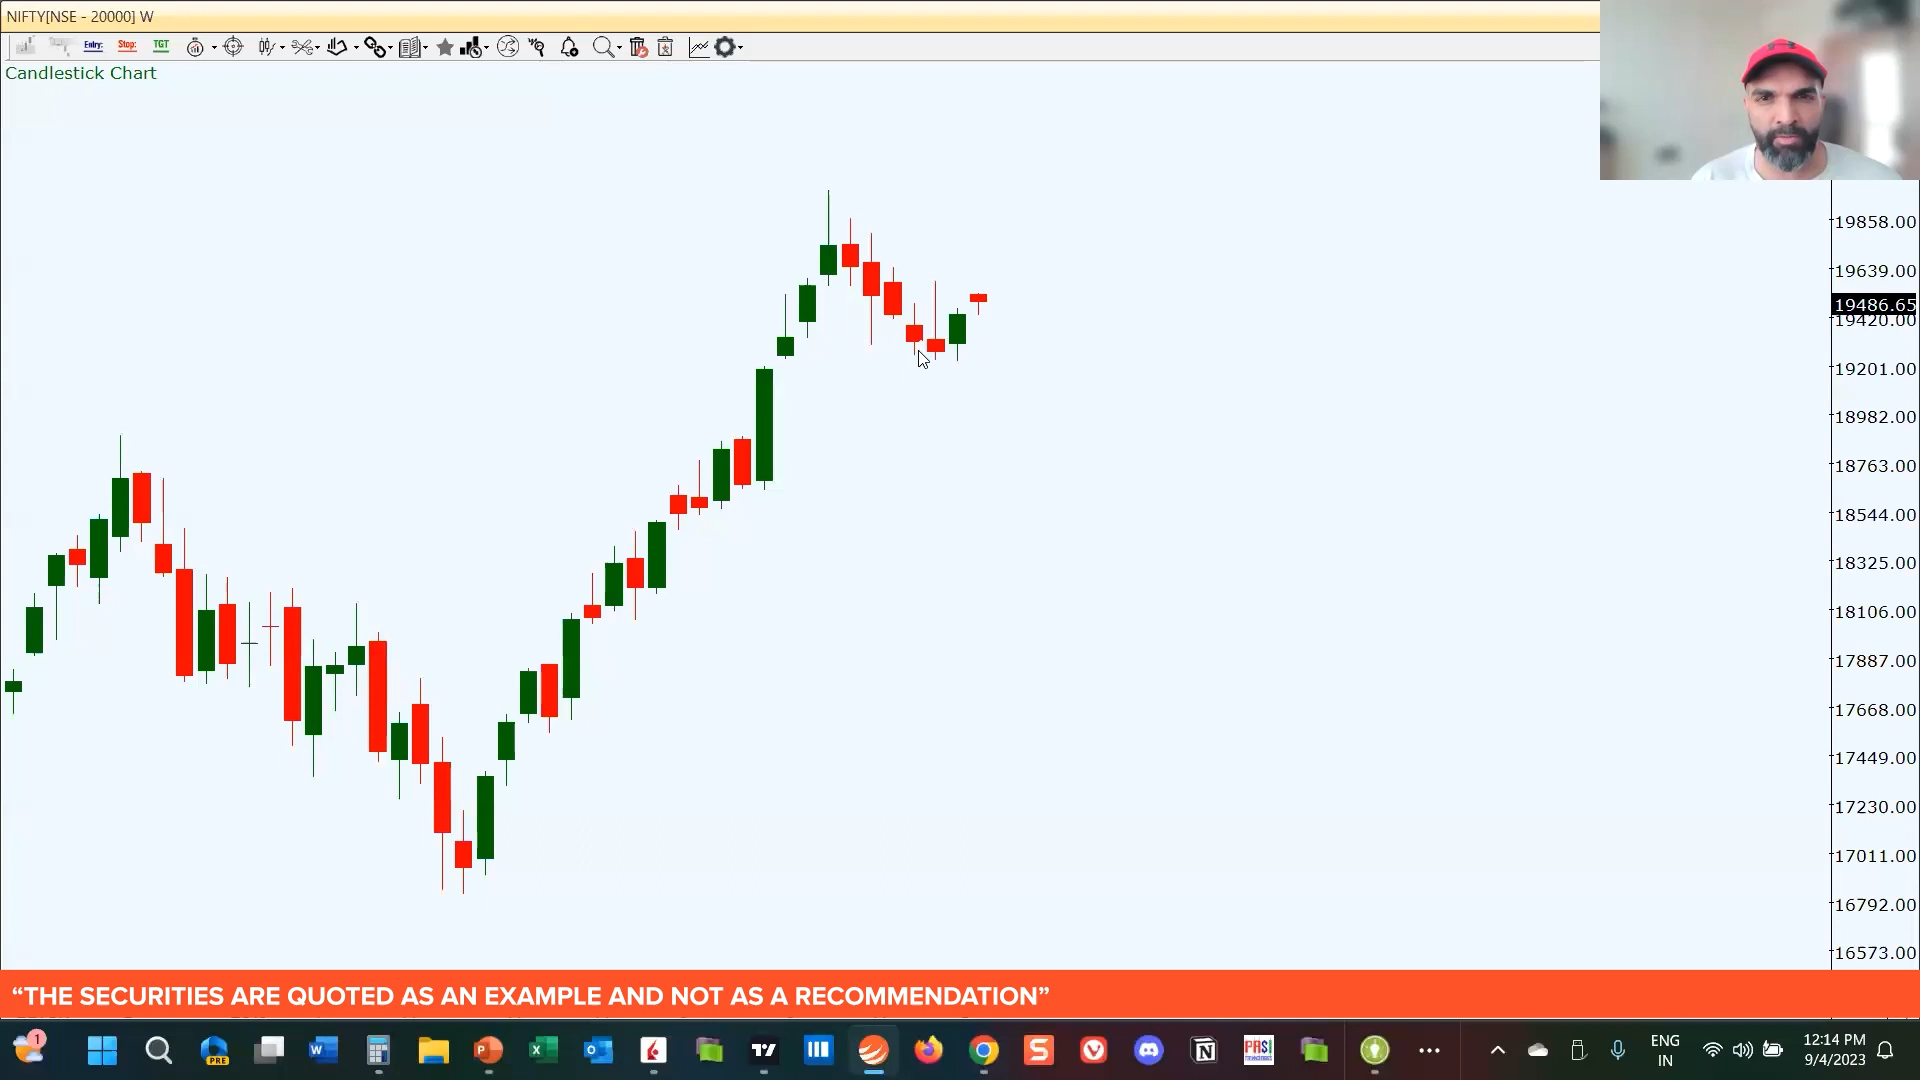 NIFTY[NSE - 20000] W
Entry: Stop: TGT
Candlestick Chart
19858.00
19639.00
19486.65
19420.00
19201.00
18982.00
18763.00
18544.00
18325.00
18106.00
17887.00
17668.00
17449.00
17230.00
17011.00
16792.00
16573.00
“THE SECURITIES ARE QUOTED AS AN EXAMPLE AND NOT AS A RECOMMENDATION”
1
PRE
ENG
IN
12:14 PM
9/4/2023